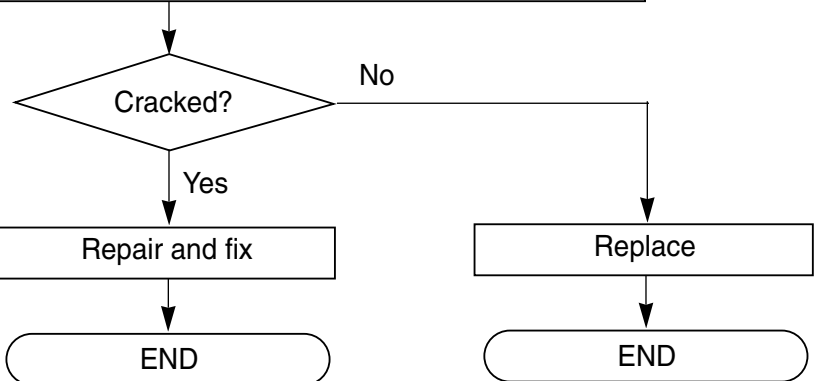 No
Cracked?
Yes
Repair and fix
Replace
END
END